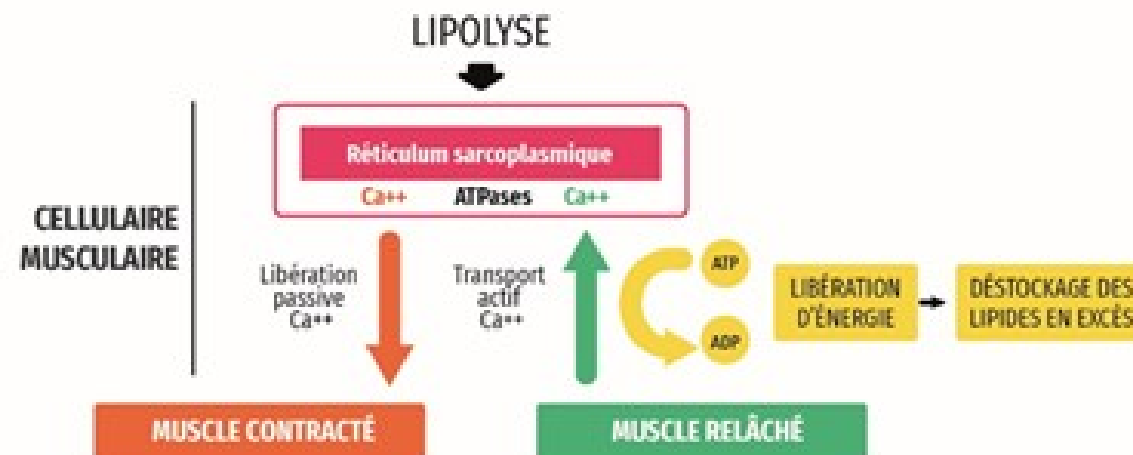 LIPOLYSE
Réticulum sarcoplasmique
Ca++ ATPases Ca++
CELLULAIRE
MUSCULAIRE
Libération
passive
Ca++
Transport
actif
Ca++
ATP
ADP
LIBÉRATION
D'ÉNERGIE
DÉSTOCKAGE DES
LIPIDES EN EXCÈS
MUSCLE CONTRACTÉ
MUSCLE RELÂCHÉ